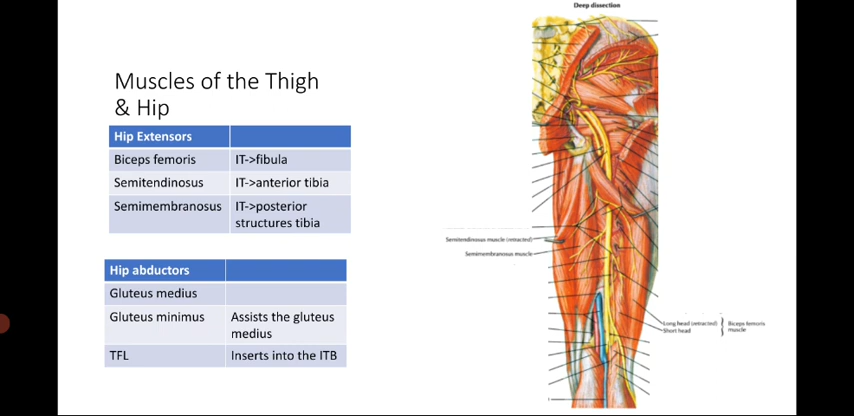 Deep dissection
Muscles of the Thigh
& Hip
Hip Extensors
Biceps femoris IT->fibula
Semitendinosus IT->anterior tibia
Semimembranosus IT->posterior
structures tibia
Hip abductors
Gluteus medius
Gluteus minimus Assists the gluteus
medius
TFL Inserts into the ITB
Semitendinosus muscle (retracted)
Semimembranosus muscle
Long head (retracted)
Short head
Biceps femoris
muscle